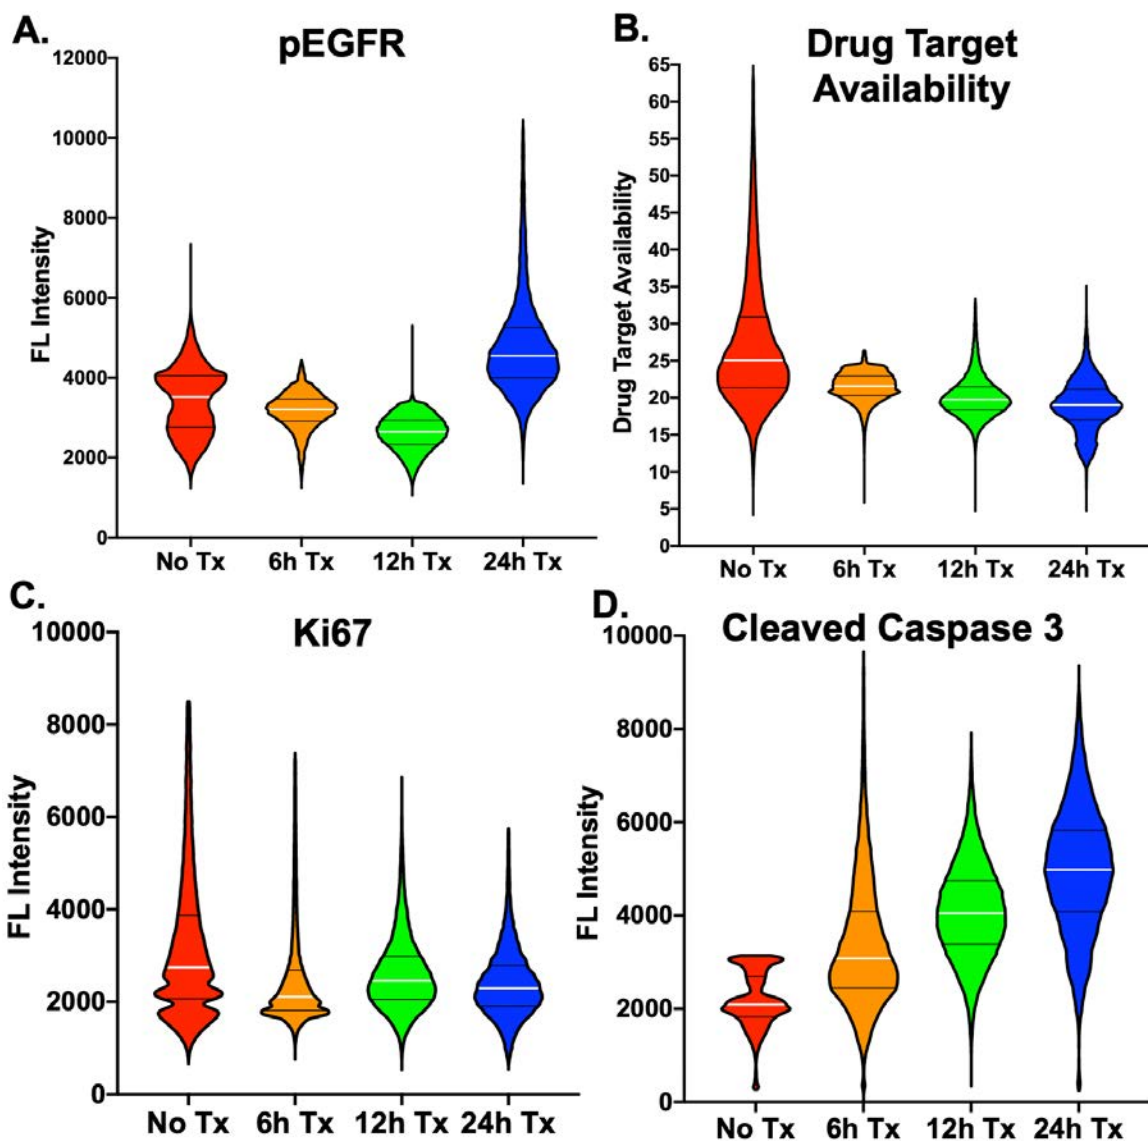 A.
pEGFR
12000
10000
8000
6000
4000
2000
0
FL Intensity
No Tx 6h Tx 12h Tx 24h Tx
B.
Drug Target
Availability
65
60
55
50
45
40
35
30
25
20
15
10
5
0
Drug Target Availability
No Tx 6h Tx 12h Tx 24h Tx
C.
Ki67
10000
8000
6000
4000
2000
0
FL Intensity
No Tx 6h Tx 12h Tx 24h Tx
D.
Cleaved Caspase 3
10000
8000
6000
4000
2000
0
FL Intensity
No Tx 6h Tx 12h Tx 24h Tx